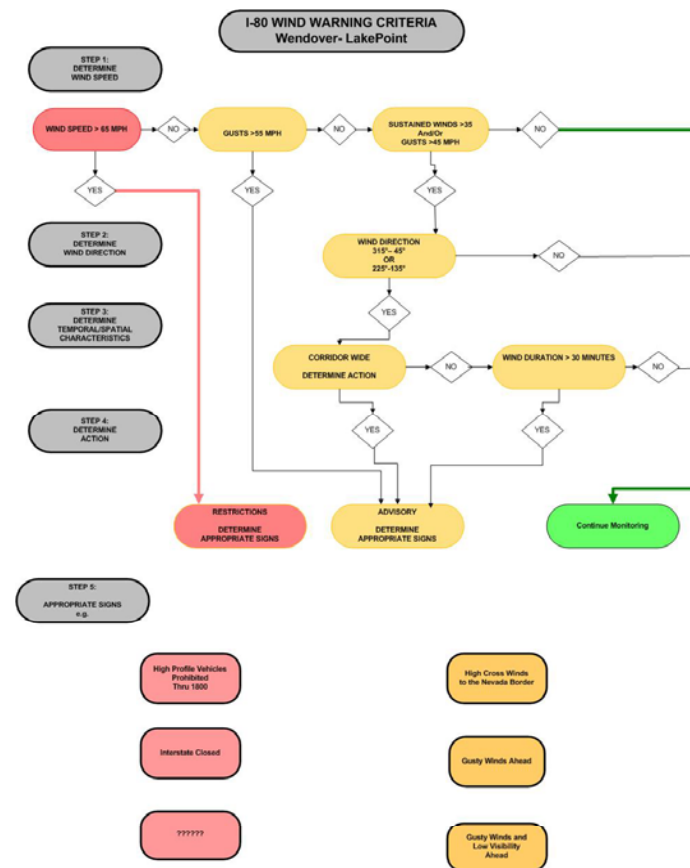 I-80 WIND WARNING CRITERIA
Wendover- LakePoint
STEP 1:
DETERMINE
WIND SPEED
WIND SPEED > 65 MPH
NO
GUSTS >55 MPH
NO
SUSTAINED WINDS >35
And/Or
GUSTS >45 MPH
NO
YES
YES
YES
STEP 2:
DETERMINE
WIND DIRECTION
WIND DIRECTION
315°– 45°
OR
225°-135°
NO
YES
STEP 3:
DETERMINE
TEMPORAL/SPATIAL
CHARACTERISTICS
CORRIDOR WIDE
DETERMINE ACTION
NO
WIND DURATION > 30 MINUTES
NO
STEP 4:
DETERMINE
ACTION
YES
YES
RESTRICTIONS
DETERMINE
APPROPRIATE SIGNS
ADVISORY
DETERMINE
APPROPRIATE SIGNS
Continue Monitoring
STEP 5:
APPROPRIATE SIGNS
e.g.
High Profile Vehicles
Prohibited
Thru 1800
High Cross Winds
to the Nevada Border
Interstate Closed
Gusty Winds Ahead
??????
Gusty Winds and
Low Visibility
Ahead